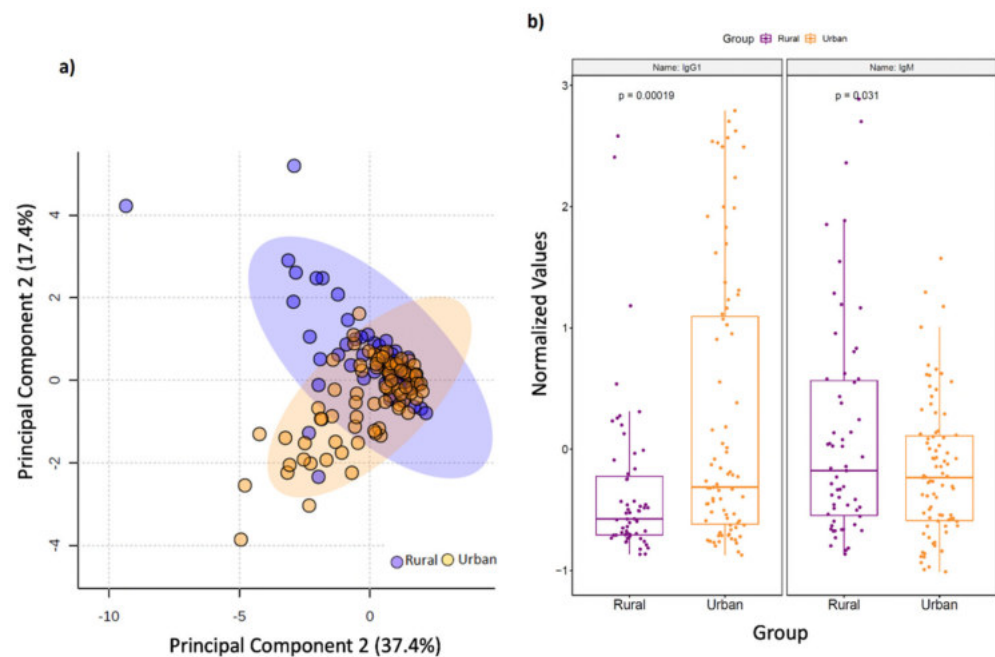 a)
Principal Component 2 (17.4%)
4
2
0
-2
-4
-10
-5
0
Rural
Urban
Principal Component 2 (37.4%)
b)
Group Rural Urban
Name: IgG1
Name: IgM
p = 0.00019
p = 0.031
Normalized Values
3
2
1
0
−1
Rural
Urban
Rural
Urban
Group